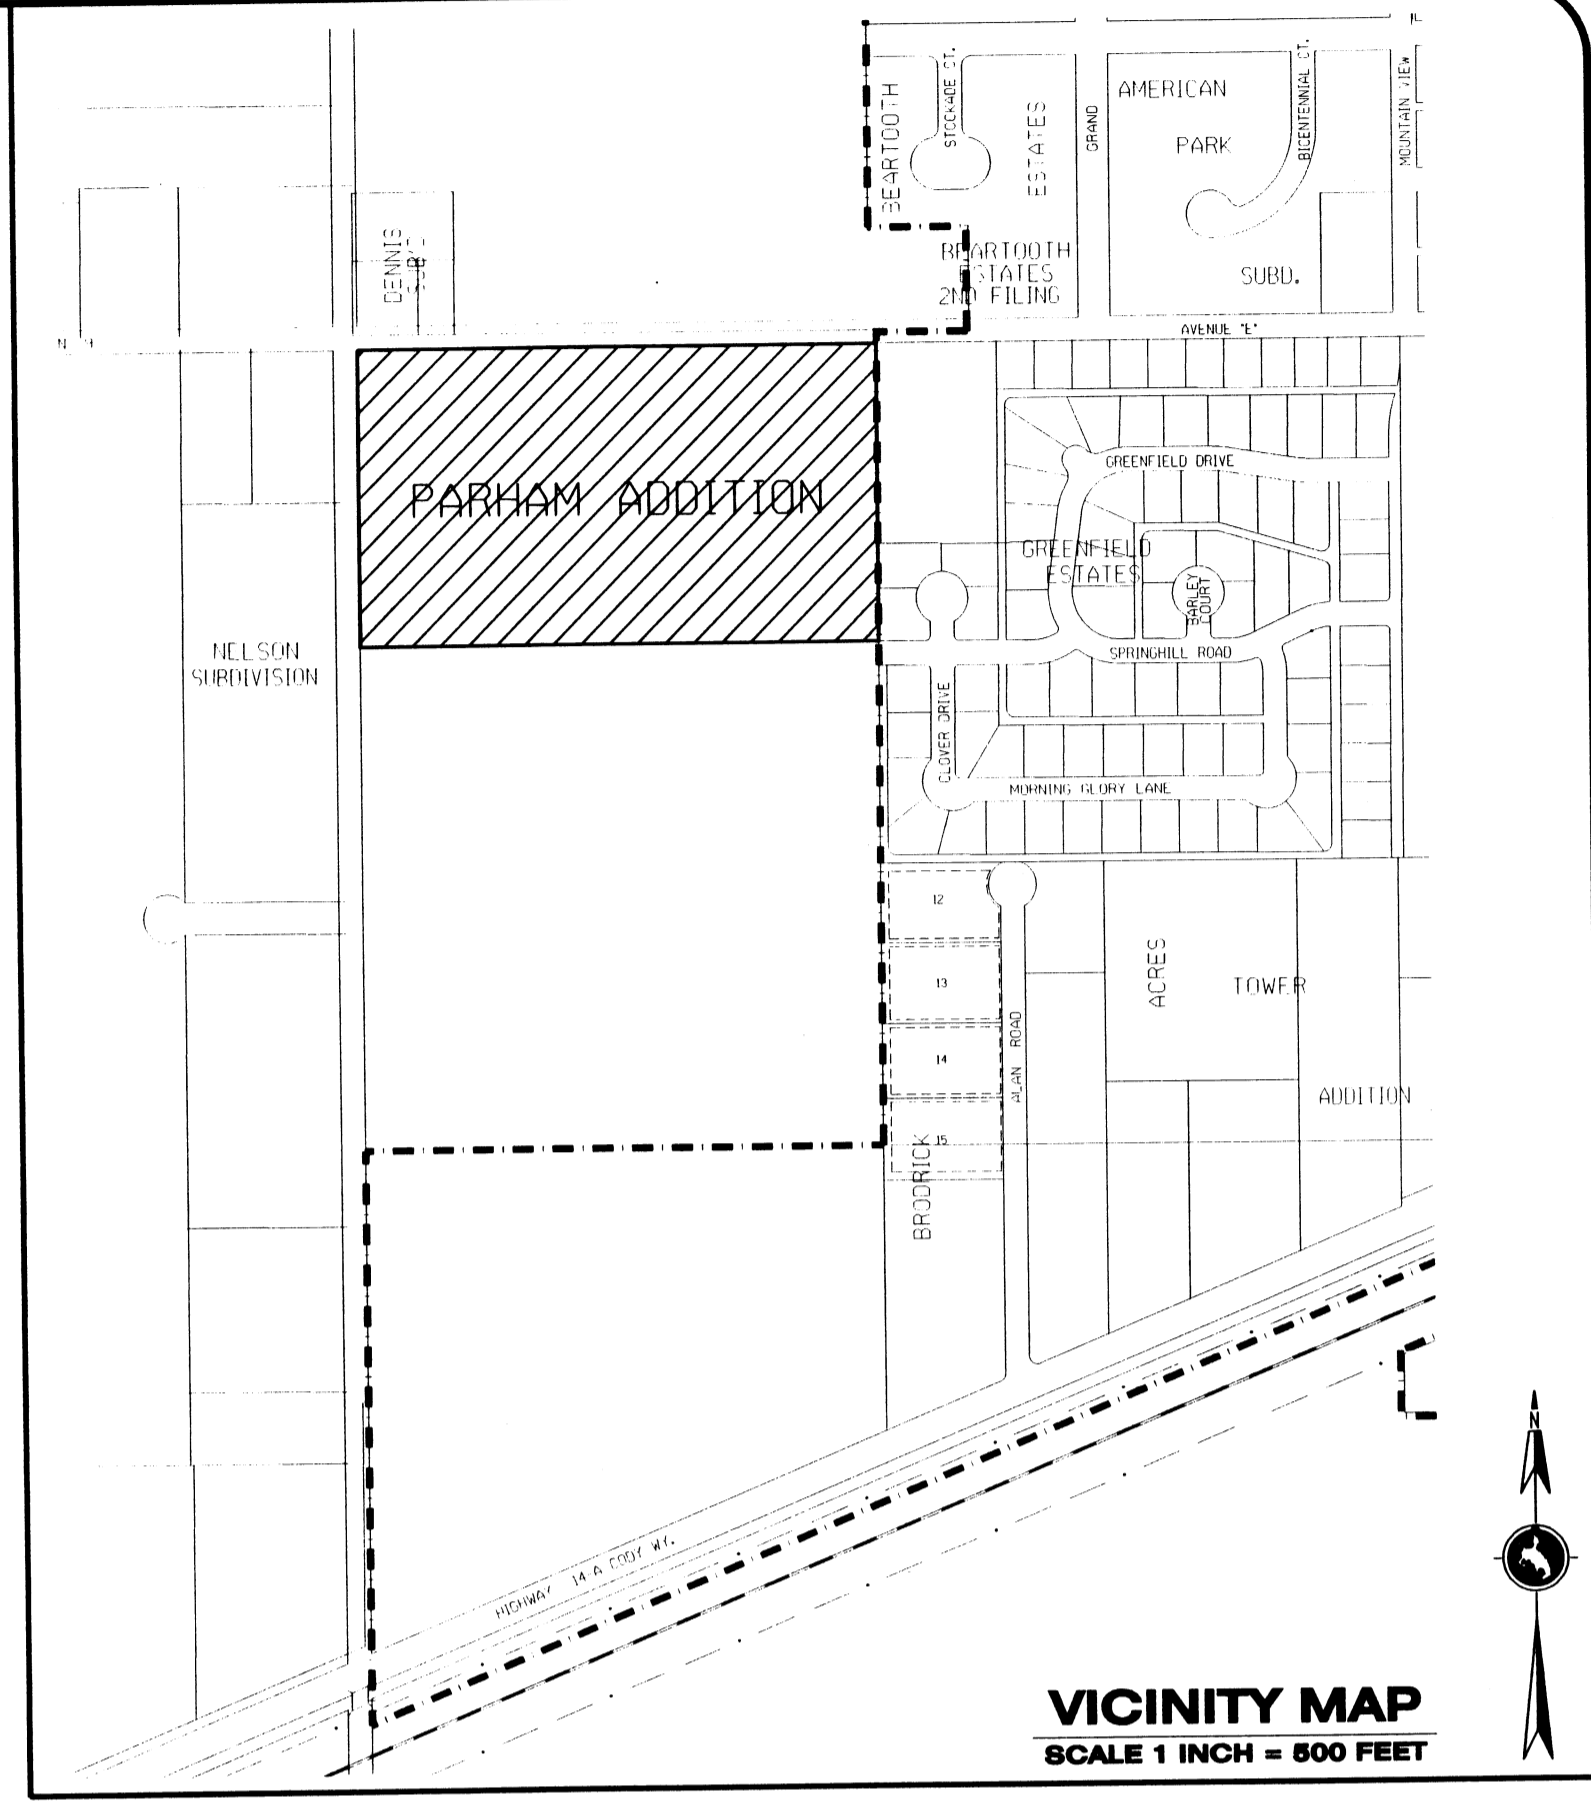 STOCKADE CT.
BEARTOOTH
ESTATES
GRAND
AMERICAN
PARK
SUBD.
BICENTENNIAL CT.
MOUNTAIN VIEW
DENNIS
BEARTOOTH
ESTATES
2ND FILING
AVENUE "E"
PARHAM ADDITION
GREENFIELD DRIVE
GREENFIELD
ESTATES
BARLEY
COURT
SPRINGHILL ROAD
NELSON
SUBDIVISION
CLOVER DRIVE
MORNING GLORY LANE
12
13
14
15
ALAN ROAD
BRODRICK
ACRES
TOWER
ADDITION
HIGHWAY 14 A CODY WY.
N
VICINITY MAP
SCALE 1 INCH = 500 FEET